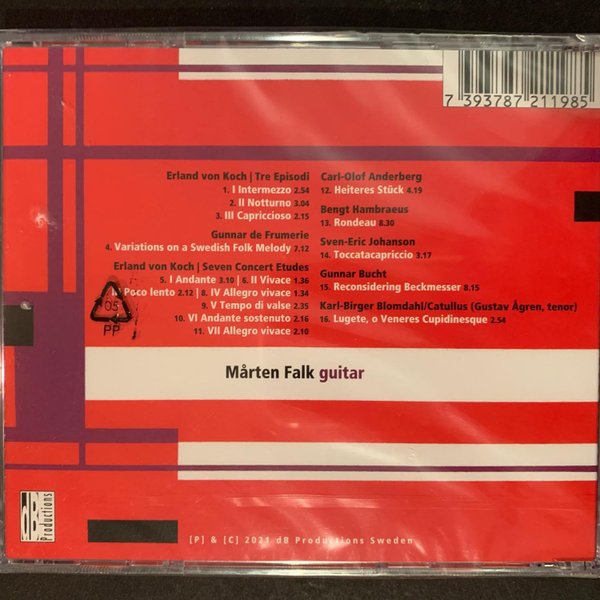 7 393787 211985
Erland von Koch | Tre Episodi
1. I Intermezzo 2.54
2. II Notturno 3.04
3. III Capriccioso 2.15
Gunnar de Frumerie
4. Variations on a Swedish Folk Melody 7.12
Erland von Koch | Seven Concert Etudes
5. I Andante 3.10 | 6. II Vivace 1.36
Poco lento 2.12 | 8. IV Allegro vivace 1.34
9. V Tempo di valse 2.35
10. VI Andante sostenuto 2.16
11. VII Allegro vivace 2.10
Carl-Olof Anderberg
12. Heiteres Stück 4.19
Bengt Hambraeus
13. Rondeau 8.30
Sven-Eric Johanson
14. Toccatacapriccio 3.17
Gunnar Bucht
15. Reconsidering Beckmesser 8.15
Karl-Birger Blomdahl/Catullus (Gustav Ågren, tenor)
16. Lugete, o Veneres Cupidinesque 2.54
05
PP
Mårten Falk guitar
dB Productions
[P] & [C] 2021 dB Productions Sweden